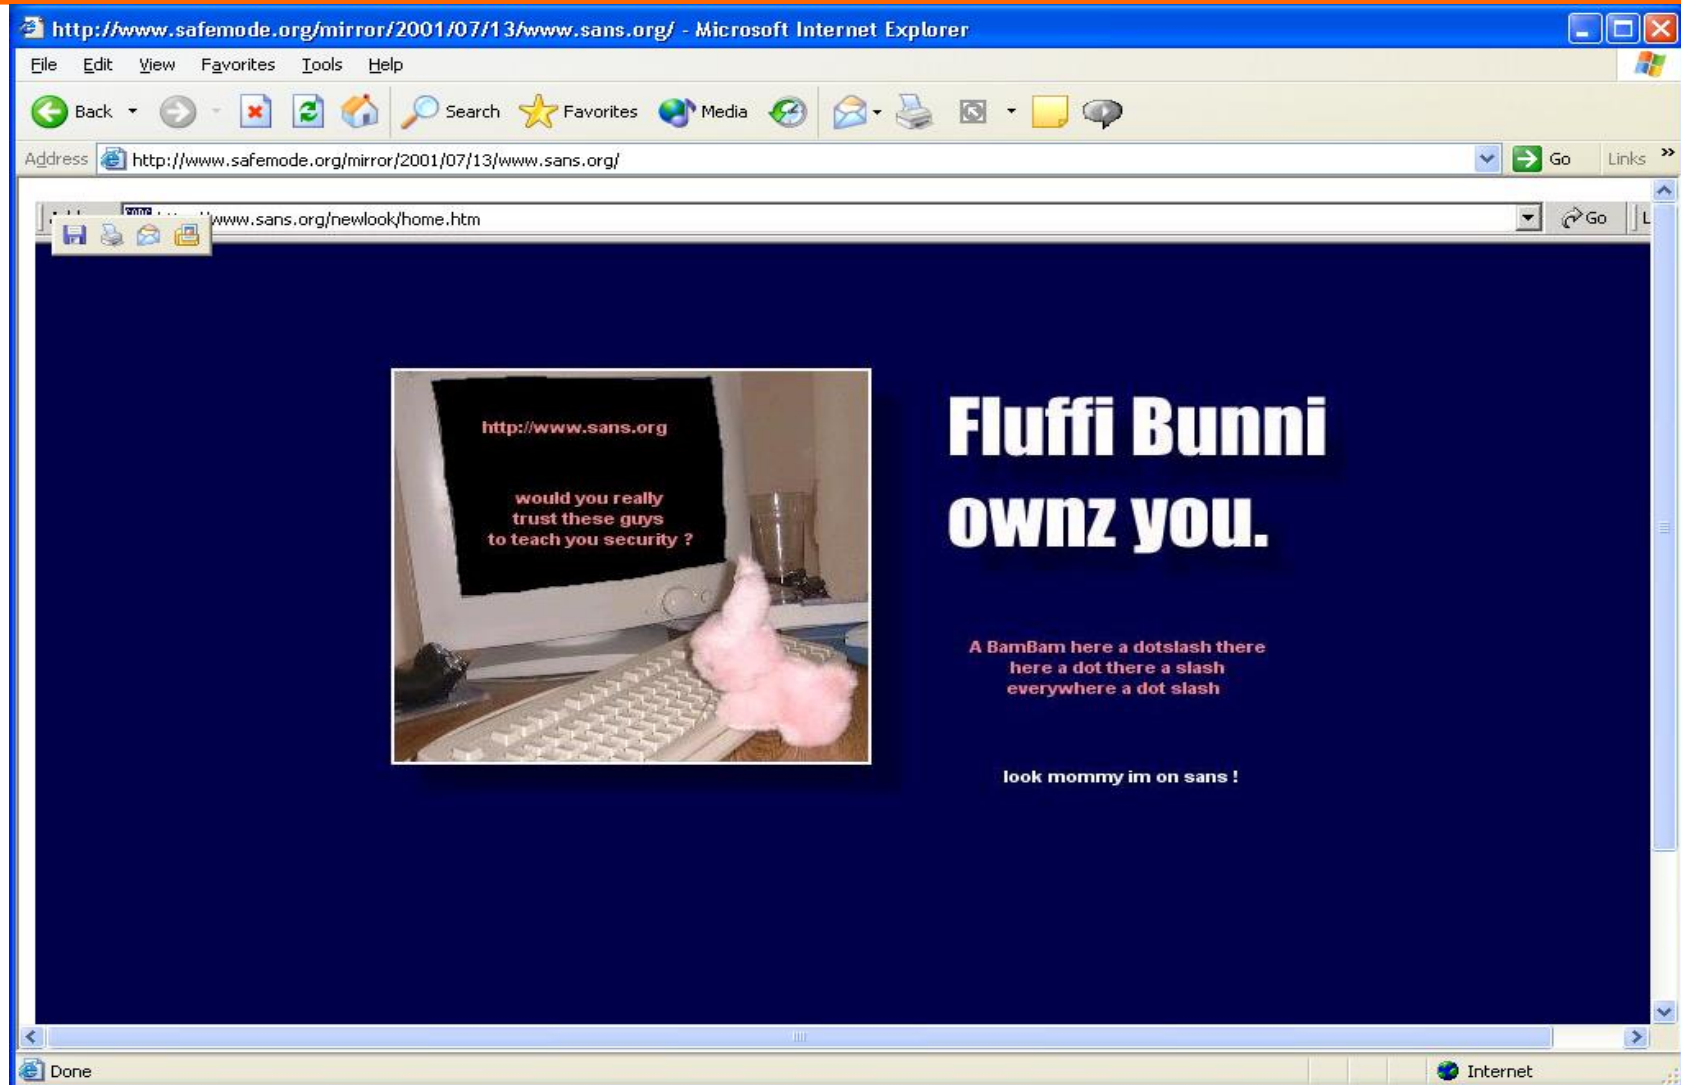 http://www.safemode.org/mirror/2001/07/13/www.sans.org/ - Microsoft Internet Explorer
File Edit View Favorites Tools Help
Back Search Favorites Media
Address http://www.safemode.org/mirror/2001/07/13/www.sans.org/ Go Links »
www.sans.org/newlook/home.htm Go L
http://www.sans.org
would you really
trust these guys
to teach you security ?
Fluffi Bunni
ownz you.
A BamBam here a dotslash there
here a dot there a slash
everywhere a dot slash
look mommy im on sans !
Done Internet